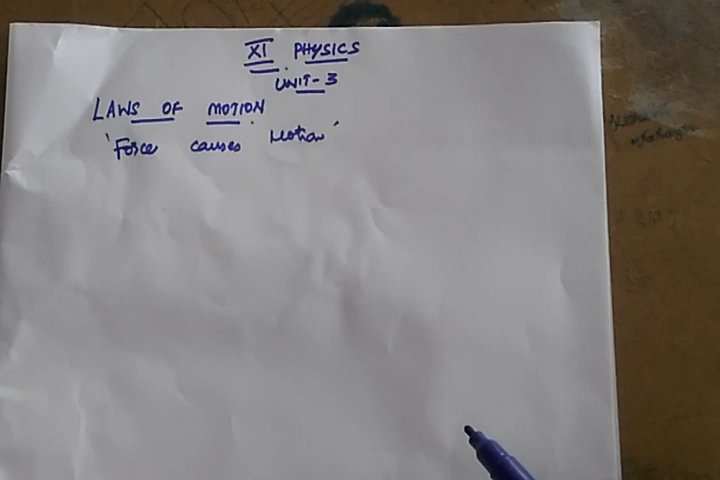 XI PHYSICS
UNIT-3
LAWS OF MOTION
'Force causes Motion'